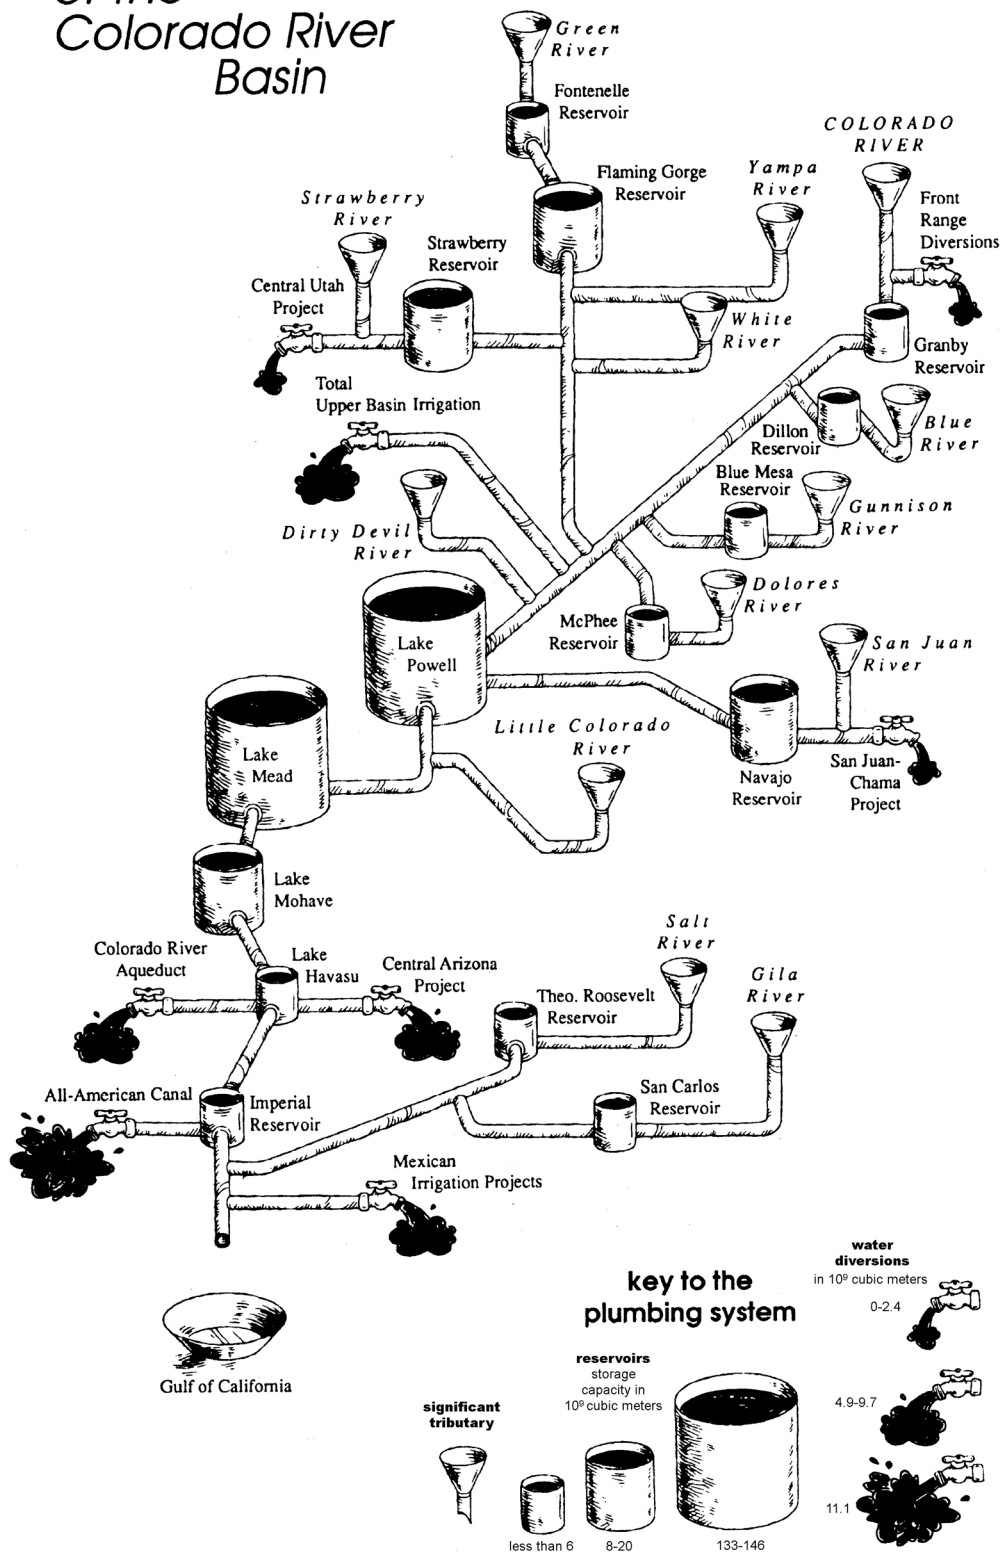 Colorado River
Basin
Green
River
Fontenelle
Reservoir
COLORADO
RIVER
Flaming Gorge
Reservoir
Yampa
River
Front
Range
Diversions
Strawberry
River
Strawberry
Reservoir
Central Utah
Project
White
River
Granby
Reservoir
Total
Upper Basin Irrigation
Dillon
Reservoir
Blue
River
Blue Mesa
Reservoir
Gunnison
River
Dirty Devil
River
Dolores
River
McPhee
Reservoir
Lake
Powell
San Juan
River
Little Colorado
River
Lake
Mead
Navajo
Reservoir
San Juan-
Chama
Project
Lake
Mohave
Salt
River
Colorado River
Aqueduct
Lake
Havasu
Central Arizona
Project
Gila
River
Theo. Roosevelt
Reservoir
All-American Canal
Imperial
Reservoir
San Carlos
Reservoir
Mexican
Irrigation Projects
Gulf of California
key to the
plumbing system
water
diversions
in 10⁹ cubic meters
0-2.4
4.9-9.7
11.1
reservoirs
storage
capacity in
10⁹ cubic meters
significant
tributary
less than 6
8-20
133-146